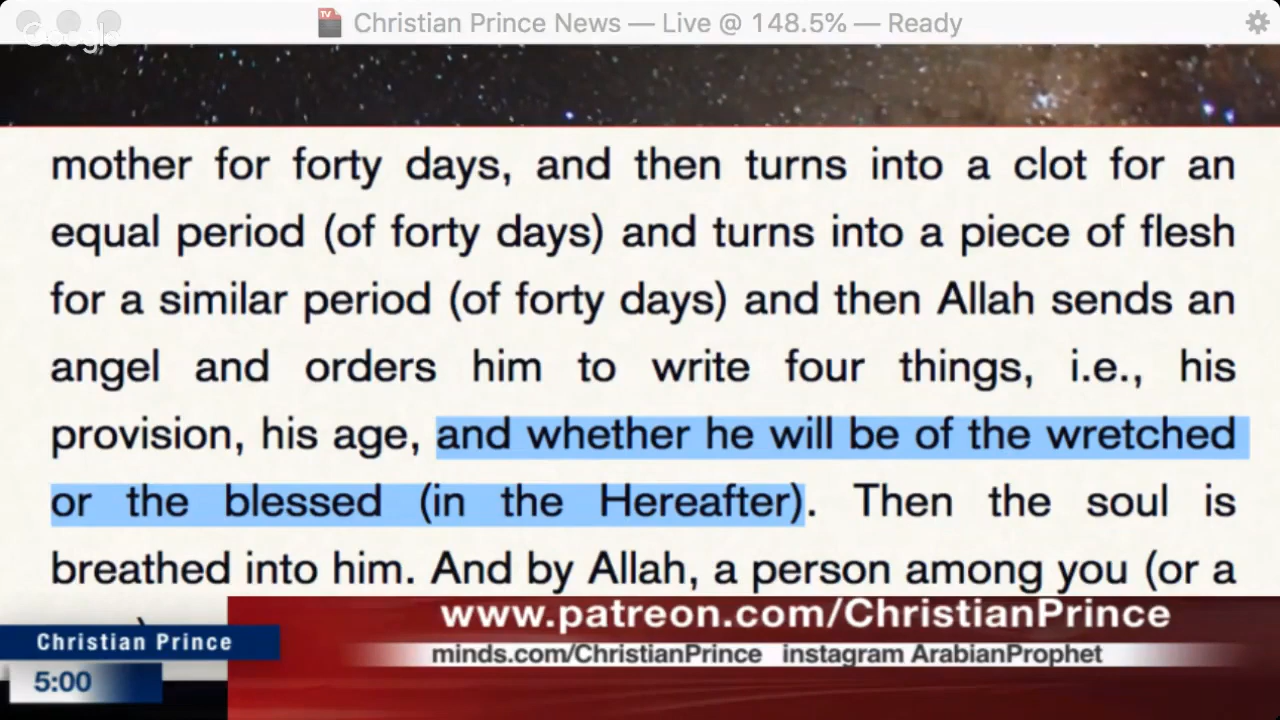 Christian Prince News — Live @ 148.5% — Ready
Google
mother for forty days, and then turns into a clot for an
equal period (of forty days) and turns into a piece of flesh
for a similar period (of forty days) and then Allah sends an
angel and orders him to write four things, i.e., his
provision, his age, and whether he will be of the wretched
or the blessed (in the Hereafter). Then the soul is
breathed into him. And by Allah, a person among you (or a
www.patreon.com/ChristianPrince
Christian Prince
minds.com/ChristianPrince instagram ArabianProphet
5:00